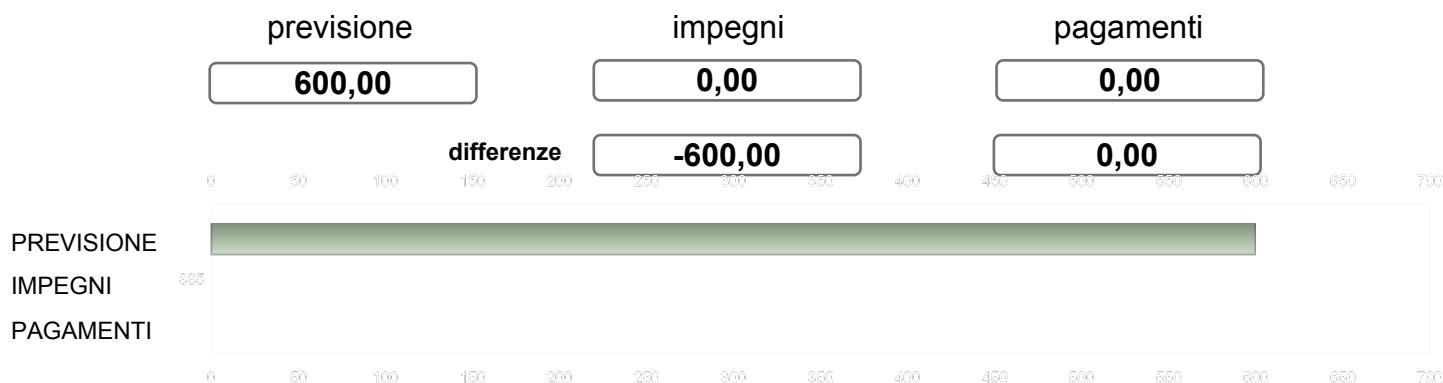 previsione impegni pagamenti
600,00 0,00 0,00
differenze -600,00 0,00
0 50 100 150 200 250 300 350 400 450 500 550 600 650 700
PREVISIONE
IMPEGNI 885
PAGAMENTI
0 50 100 150 200 250 300 350 400 450 500 550 600 650 700